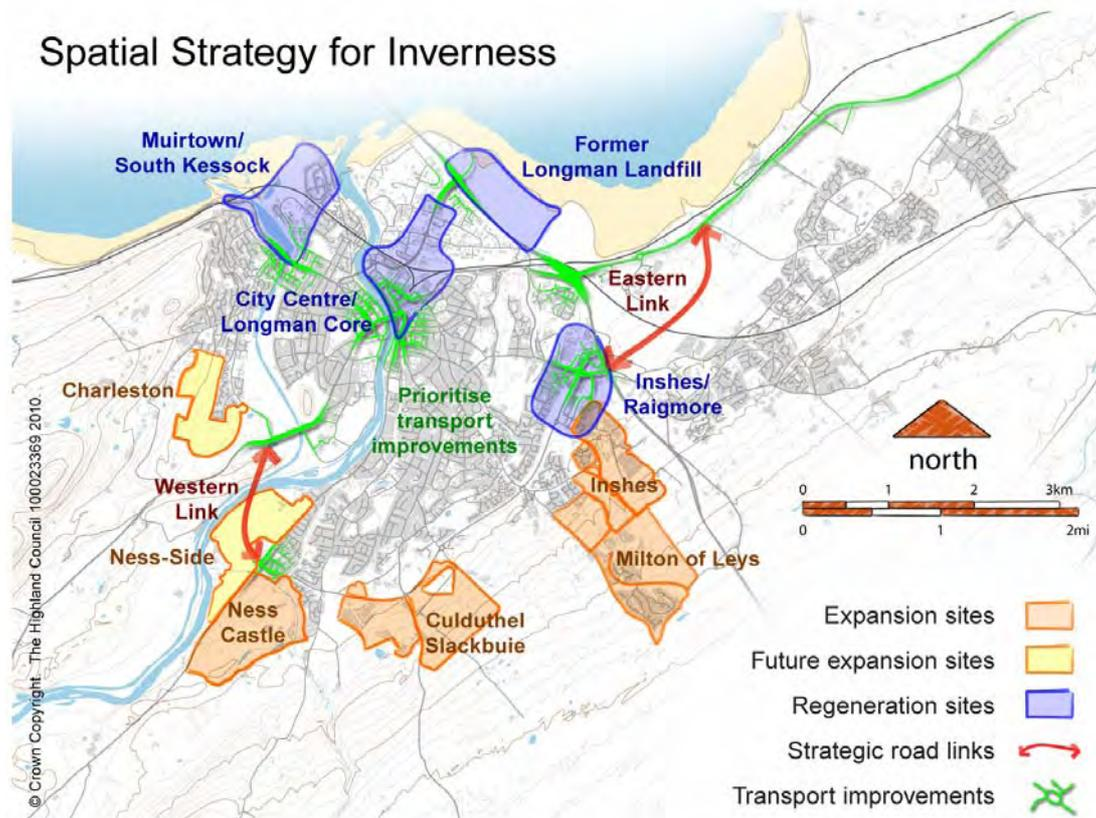 Spatial Strategy for Inverness
Muirtown/
South Kessock
Former
Longman Landfill
City Centre/
Longman Core
Eastern
Link
Charleston
Prioritise
transport
improvements
Inshes/
Raigmore
north
Western
Link
Inshes
0 1 2 3km
0 1 2mi
Ness-Side
Milton of Leys
Ness
Castle
Culduthel
Slackbuie
Expansion sites
Future expansion sites
Regeneration sites
Strategic road links
Transport improvements
© Crown Copyright The Highland Council 100023369 2010.